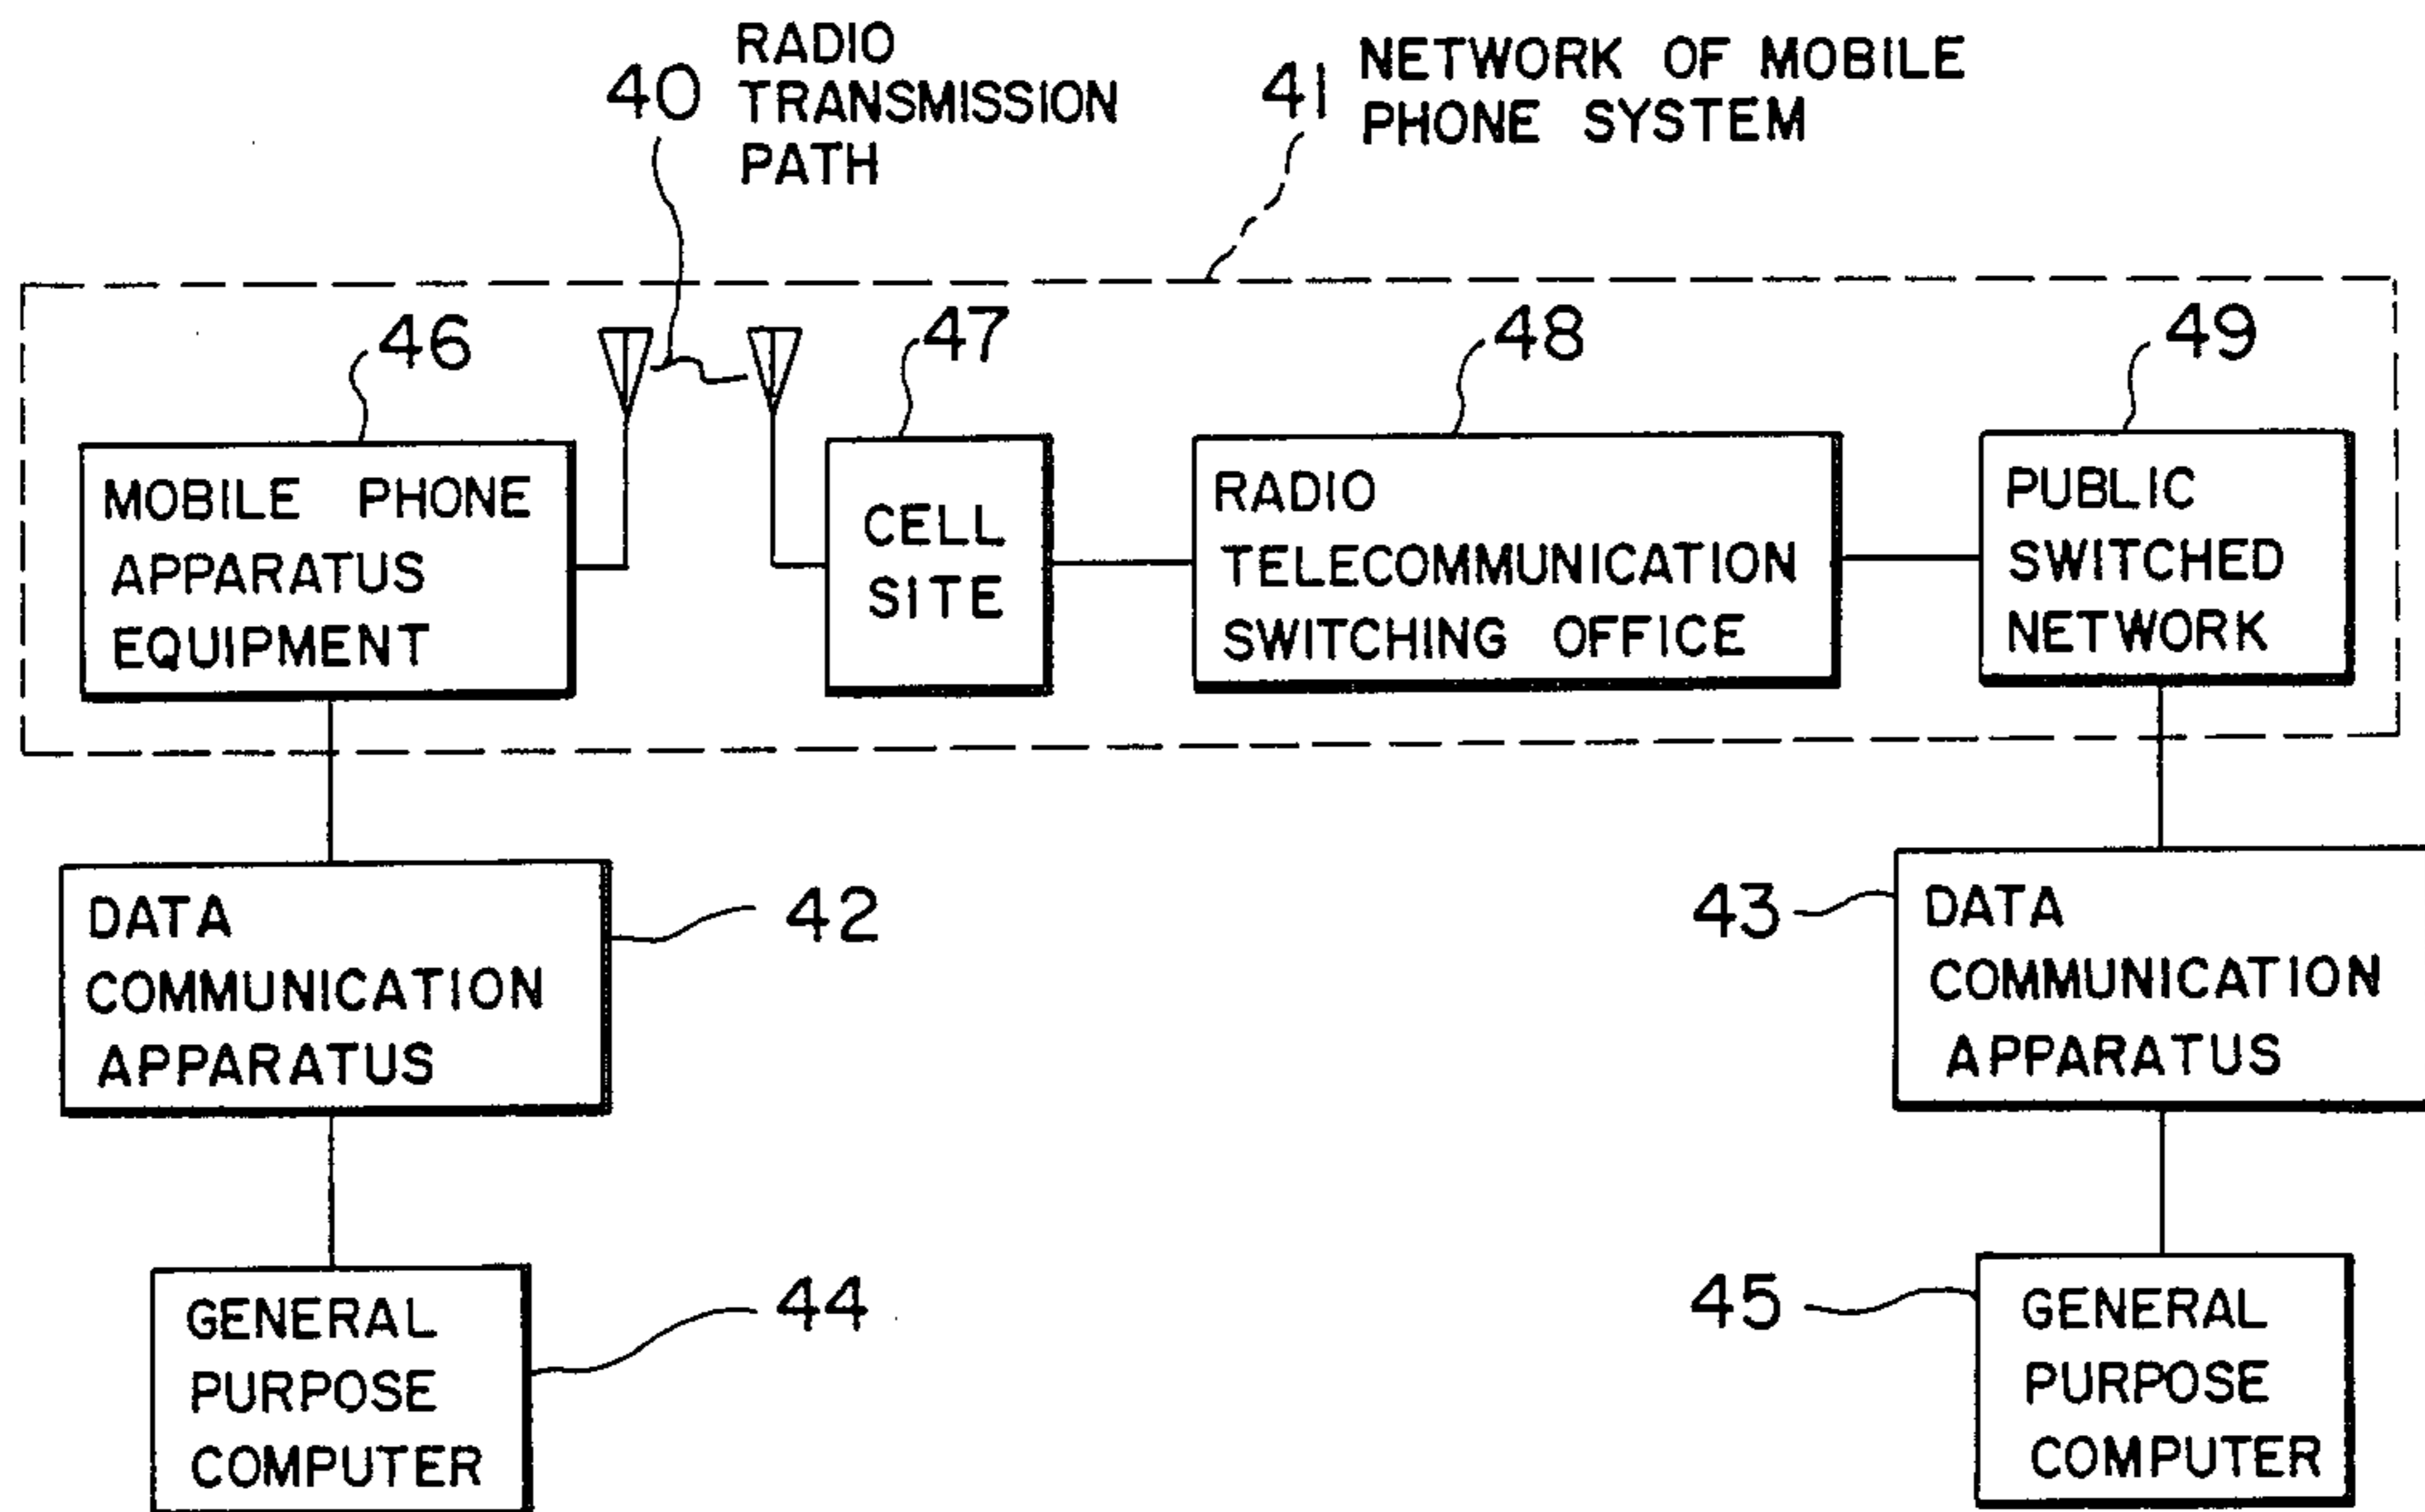 40 RADIO
TRANSMISSION
PATH
41 NETWORK OF MOBILE
PHONE SYSTEM
46
47
48
49
MOBILE PHONE
APPARATUS
EQUIPMENT
CELL
SITE
RADIO
TELECOMMUNICATION
SWITCHING OFFICE
PUBLIC
SWITCHED
NETWORK
DATA
COMMUNICATION
APPARATUS
42
43
DATA
COMMUNICATION
APPARATUS
GENERAL
PURPOSE
COMPUTER
44
45
GENERAL
PURPOSE
COMPUTER